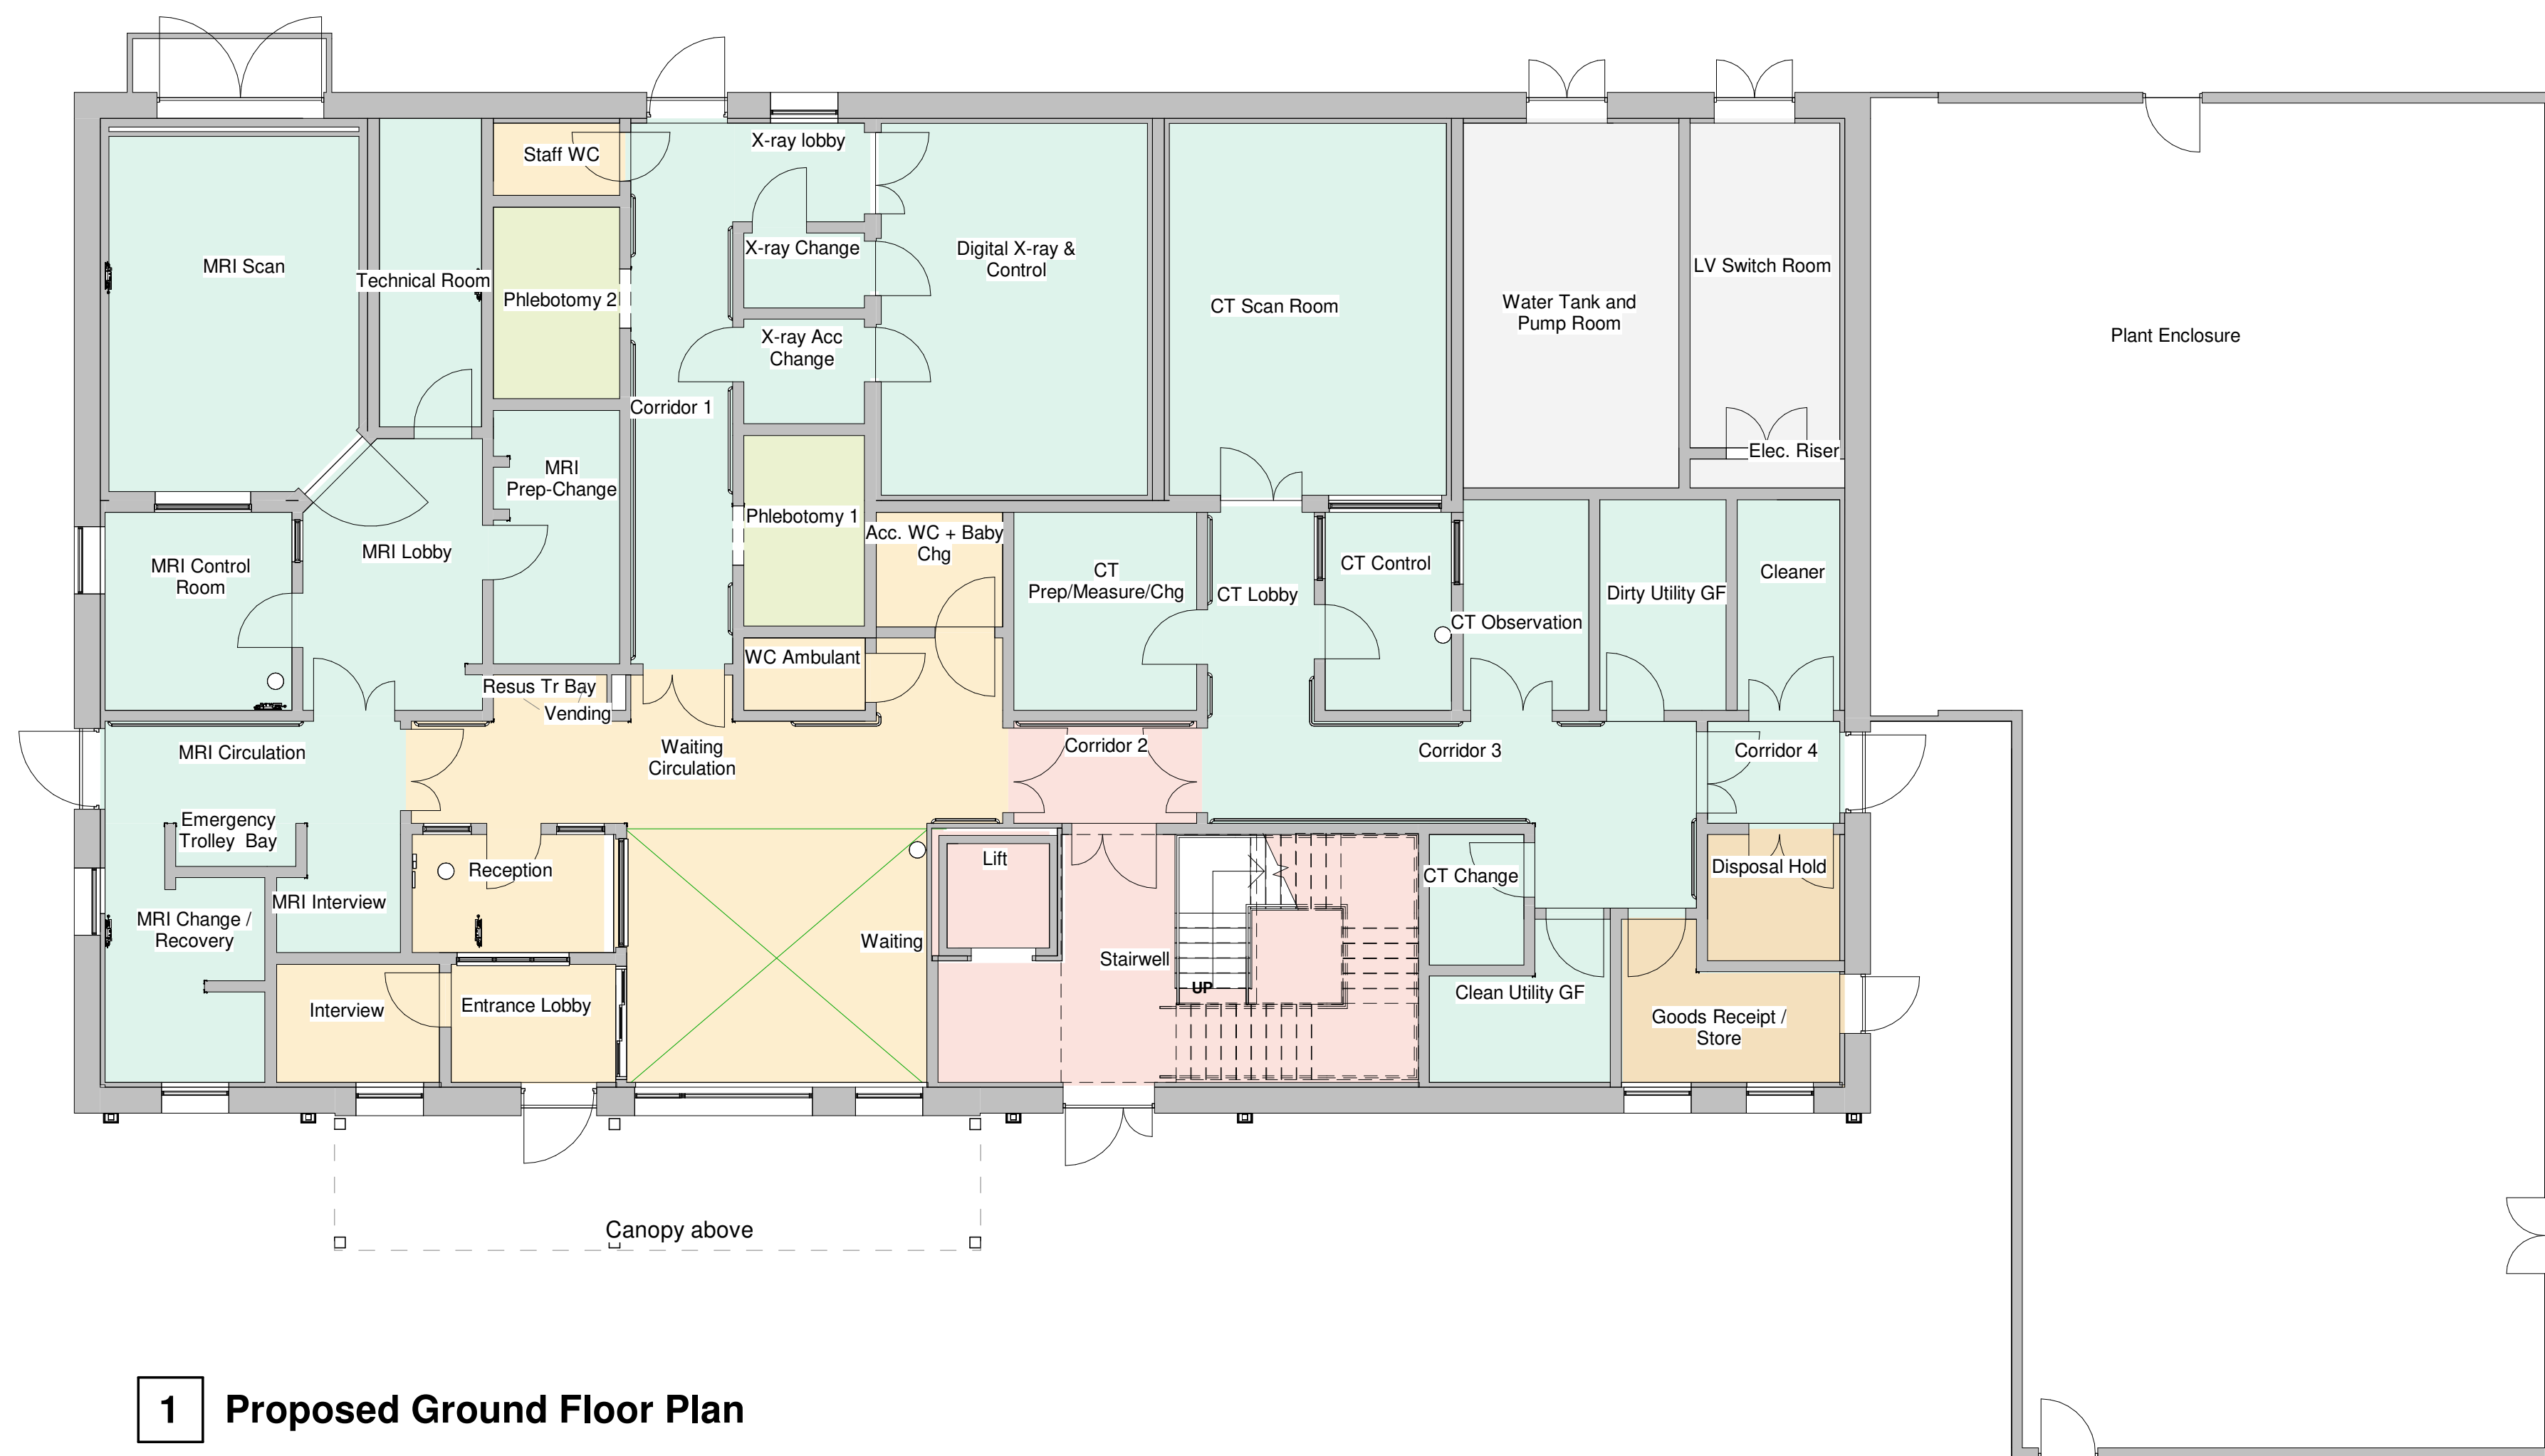 Staff WC
X-ray lobby
MRI Scan
Technical Room
Phlebotomy 2
X-ray Change
Digital X-ray &
Control
CT Scan Room
Water Tank and
Pump Room
LV Switch Room
Plant Enclosure
X-ray Acc
Change
Corridor 1
Elec. Riser
MRI
Prep-Change
Phlebotomy 1
Acc. WC + Baby
Chg
MRI Lobby
MRI Control
Room
CT
Prep/Measure/Chg
CT Lobby
CT Control
CT Observation
Dirty Utility GF
Cleaner
WC Ambulant
Resus Tr Bay
Vending
MRI Circulation
Waiting
Circulation
Corridor 2
Corridor 3
Corridor 4
Emergency
Trolley Bay
Reception
Lift
CT Change
Disposal Hold
MRI Interview
MRI Change /
Recovery
Waiting
Stairwell
UP
Interview
Entrance Lobby
Clean Utility GF
Goods Receipt /
Store
Canopy above
1 Proposed Ground Floor Plan